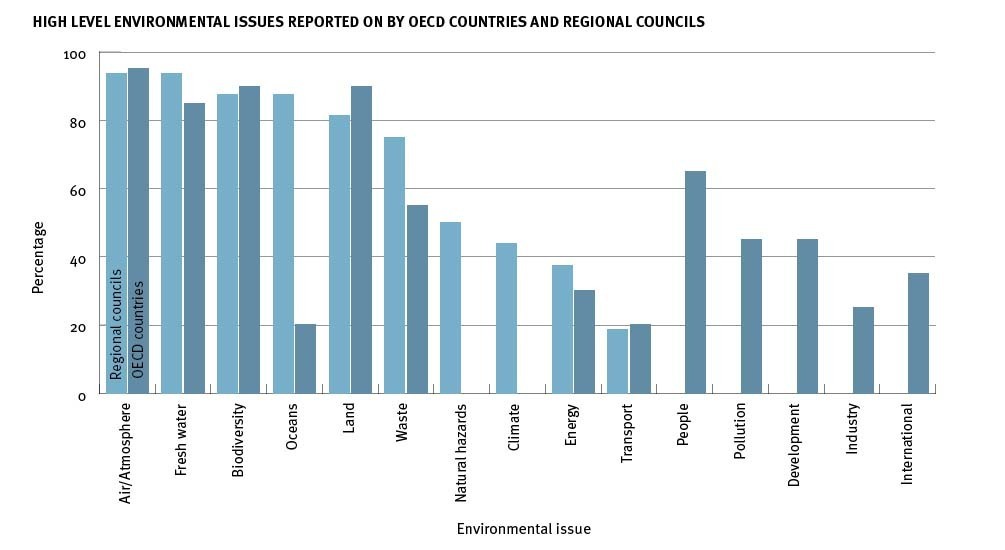 HIGH LEVEL ENVIRONMENTAL ISSUES REPORTED ON BY OECD COUNTRIES AND REGIONAL COUNCILS
100
80
60
40
20
0
Percentage
Regional councils
OECD countries
Air/Atmosphere
Fresh water
Biodiversity
Oceans
Land
Waste
Natural hazards
Climate
Energy
Transport
People
Pollution
Development
Industry
International
Environmental issue